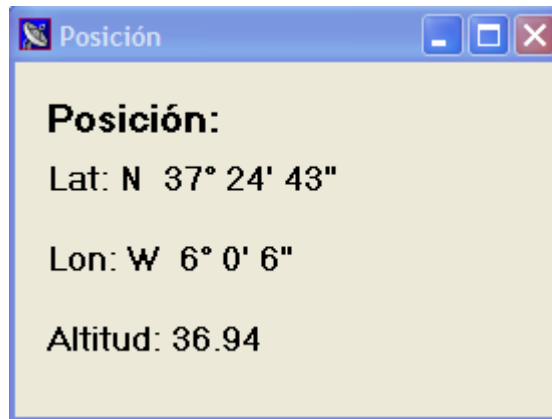 Posición
Posición:
Lat: N 37° 24' 43"
Lon: W 6° 0' 6"
Altitud: 36.94